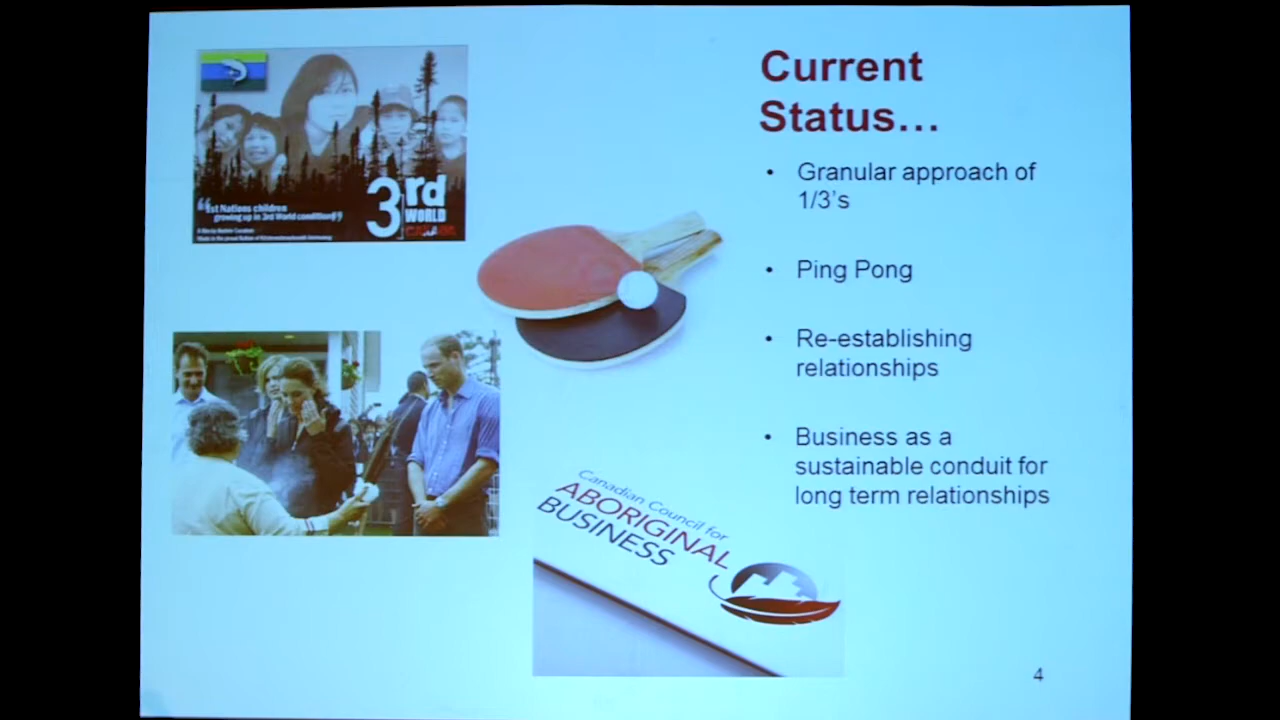 Current
Status…
• Granular approach of
1/3's
• Ping Pong
• Re-establishing
relationships
• Business as a
sustainable conduit for
long term relationships
“1st Nations children
growing up in 3rd World conditions”
3rd
WORLD
CANADA
Canadian Council for
ABORIGINAL
BUSINESS
4